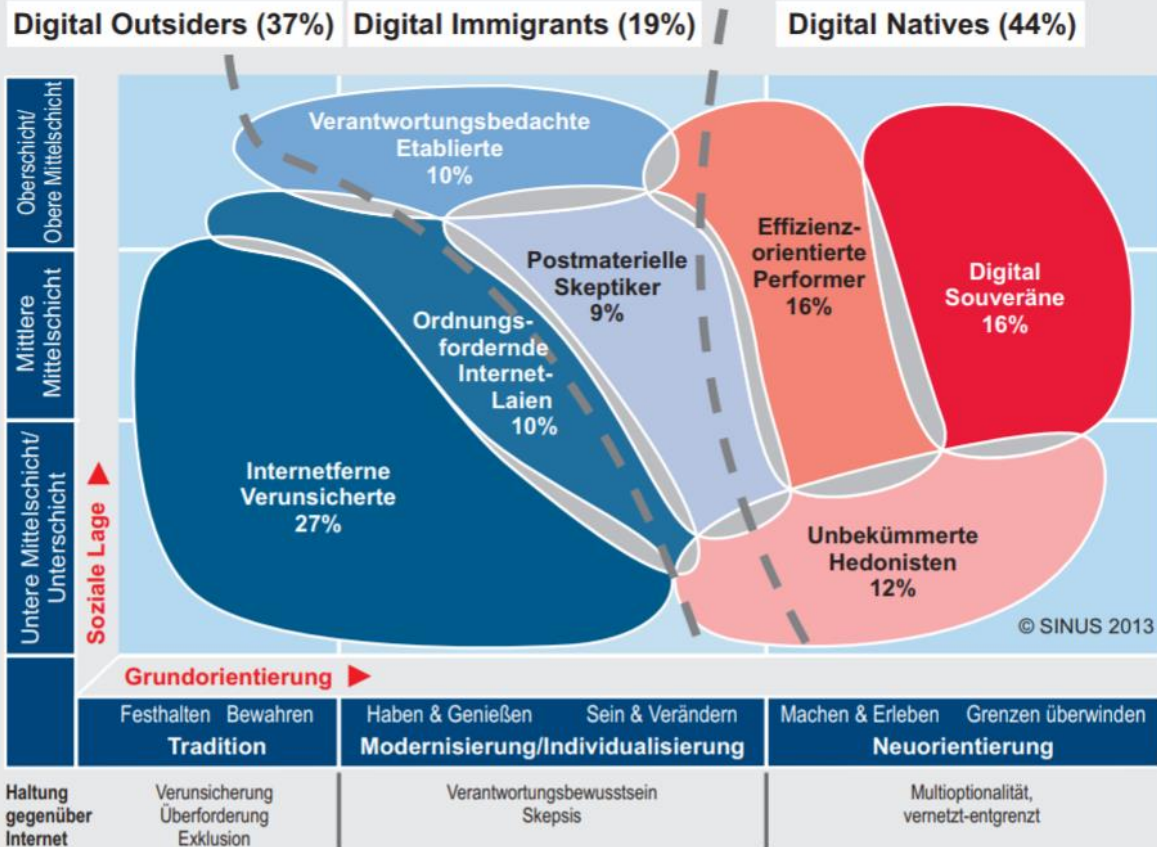 Digital Outsiders (37%)
Digital Immigrants (19%)
Digital Natives (44%)
Oberschicht/
Obere Mittelschicht
Mittlere
Mittelschicht
Untere Mittelschicht/
Unterschicht
Soziale Lage
Verantwortungsbedachte
Etablierte
10%
Postmaterielle
Skeptiker
9%
Effizienz-
orientierte
Performer
16%
Digital
Souveräne
16%
Ordnungs-
fordernde
Internet-
Laien
10%
Internetferne
Verunsicherte
27%
Unbekümmerte
Hedonisten
12%
© SINUS 2013
Grundorientierung
Festhalten Bewahren
Tradition
Haben & Genießen Sein & Verändern
Modernisierung/Individualisierung
Machen & Erleben Grenzen überwinden
Neuorientierung
Haltung
gegenüber
Internet
Verunsicherung
Überforderung
Exklusion
Verantwortungsbewusstsein
Skepsis
Multioptionalität,
vernetzt-entgrenzt